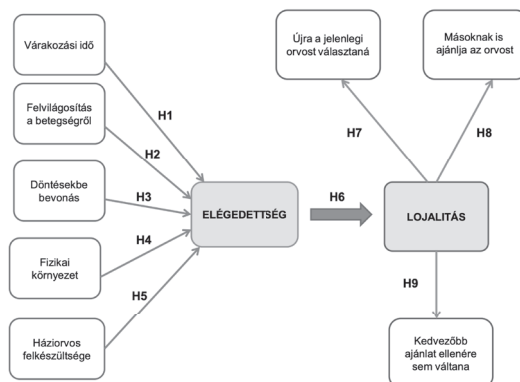 Várakozási idő
Felvilágosítás
a betegségről
Döntésekbe
bevonás
Fizikai
környezet
Háziorvos
felkészültsége
H1
H2
H3
H4
H5
ELÉGEDETTSÉG
H6
LOJALITÁS
Újra a jelenlegi
orvost választaná
Másoknak is
ajánlja az orvost
H7
H8
H9
Kedvezőbb
ajánlat ellenére
sem váltana